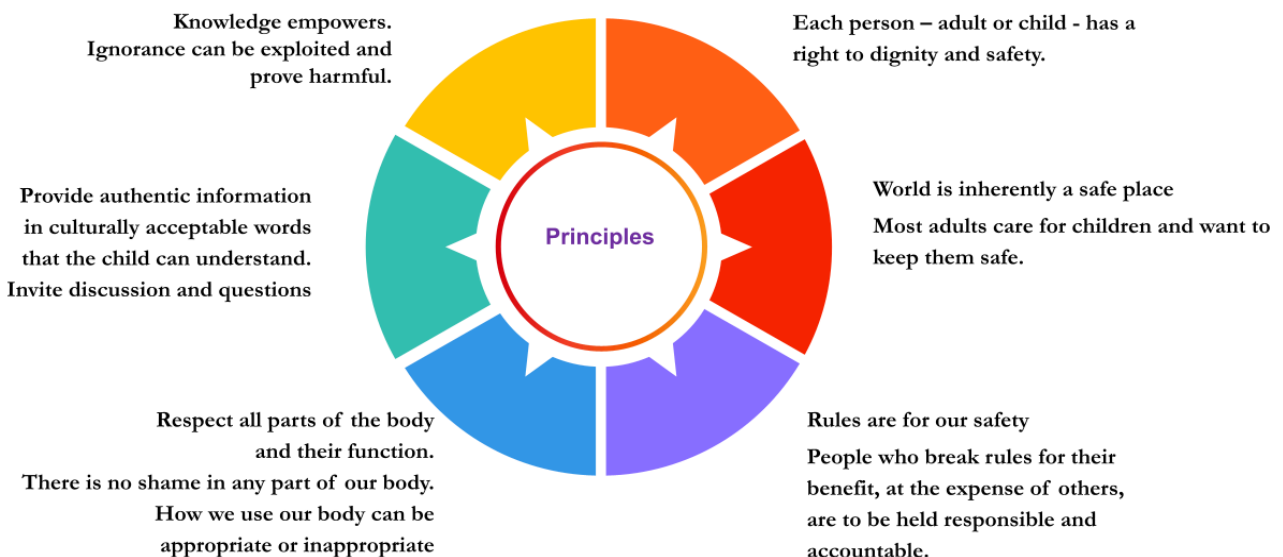 Knowledge empowers.
Ignorance can be exploited and
prove harmful.
Each person – adult or child - has a
right to dignity and safety.
Provide authentic information
in culturally acceptable words
that the child can understand.
Invite discussion and questions
Principles
World is inherently a safe place
Most adults care for children and want to
keep them safe.
Respect all parts of the body
and their function.
There is no shame in any part of our body.
How we use our body can be
appropriate or inappropriate
Rules are for our safety
People who break rules for their
benefit, at the expense of others,
are to be held responsible and
accountable.